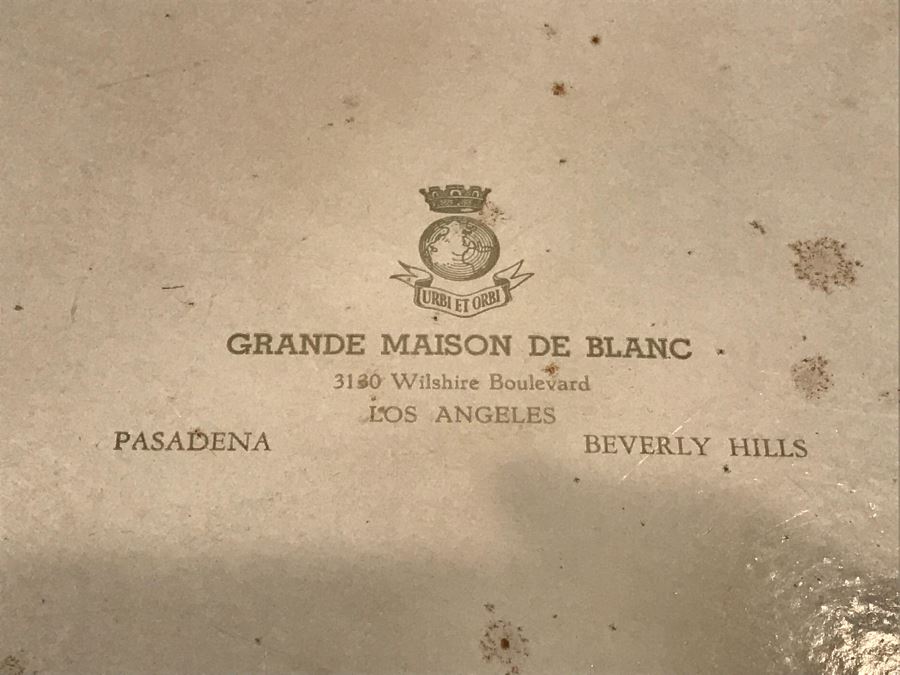 URBI ET ORBI
GRANDE MAISON DE BLANC
3130 Wilshire Boulevard
LOS ANGELES
PASADENA BEVERLY HILLS